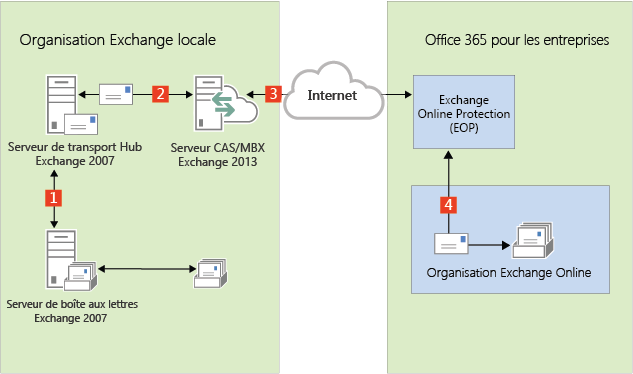 Organisation Exchange locale
Office 365 pour les entreprises
2
3
Internet
Exchange
Online Protection
(EOP)
Serveur de transport Hub
Exchange 2007
Serveur CAS/MBX
Exchange 2013
1
4
Serveur de boîte aux lettres
Exchange 2007
Organisation Exchange Online